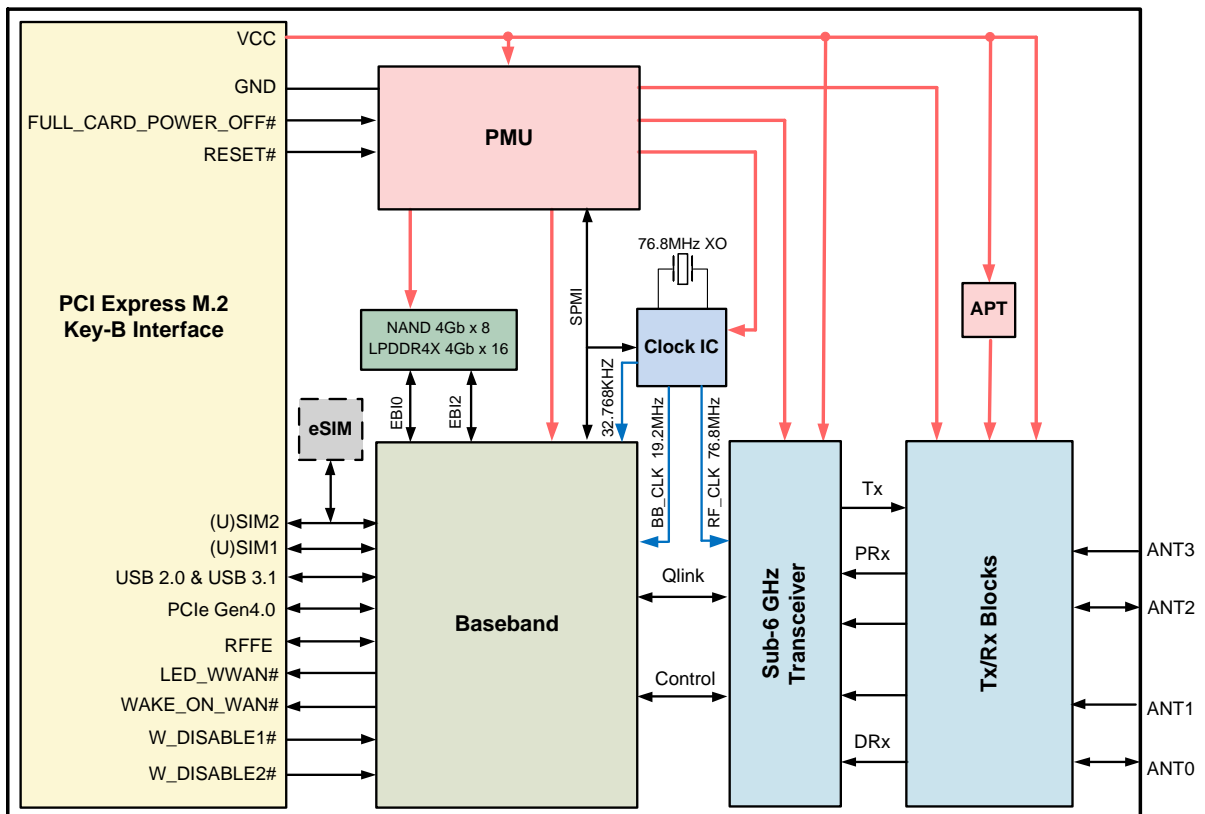 VCC
GND
FULL_CARD_POWER_OFF#
RESET#
PCI Express M.2
Key-B Interface
(U)SIM2
(U)SIM1
USB 2.0 & USB 3.1
PCIe Gen4.0
RFFE
LED_WWAN#
WAKE_ON_WAN#
W_DISABLE1#
W_DISABLE2#
PMU
76.8MHz XO
NAND 4Gb x 8
LPDDR4X 4Gb x 16
SPMI
Clock IC
APT
eSIM
EBI0
EBI2
32.768KHZ
BB_CLK 19.2MHz
RF_CLK 76.8MHz
Baseband
Qlink
Control
Sub-6 GHz
Transceiver
Tx
PRx
DRx
Tx/Rx Blocks
ANT3
ANT2
ANT1
ANT0